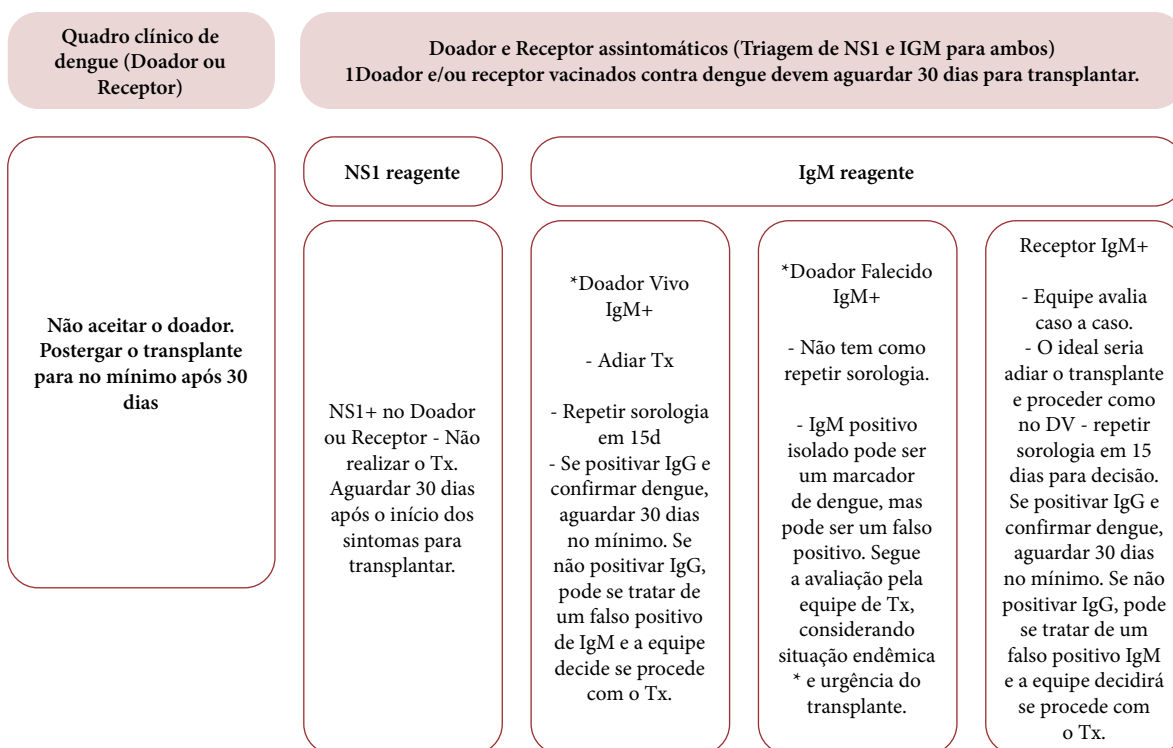 Quadro clínico de
dengue (Doador ou
Receptor)
Doador e Receptor assintomáticos (Triagem de NS1 e IGM para ambos)
1Doador e/ou receptor vacinados contra dengue devem aguardar 30 dias para transplantar.
Não aceitar o doador.
Postergar o transplante
para no mínimo após 30
dias
NS1 reagente
IgM reagente
NS1+ no Doador
ou Receptor - Não
realizar o Tx.
Aguardar 30 dias
após o início dos
sintomas para
transplantar.
*Doador Vivo
IgM+
- Adiar Tx
- Repetir sorologia
em 15d
- Se positivar IgG e
confirmar dengue,
aguardar 30 dias
no mínimo. Se
não positivar IgG,
pode se tratar de
um falso positivo
de IgM e a equipe
decide se procede
com o Tx.
*Doador Falecido
IgM+
- Não tem como
repetir sorologia.
- IgM positivo
isolado pode ser
um marcador
de dengue, mas
pode ser um falso
positivo. Segue
a avaliação pela
equipe de Tx,
considerando
situação endêmica
* e urgência do
transplante.
Receptor IgM+
- Equipe avalia
caso a caso.
- O ideal seria
adiar o transplante
e proceder como
no DV - repetir
sorologia em 15
dias para decisão.
Se positivar IgG e
confirmar dengue,
aguardar 30 dias
no mínimo. Se não
positivar IgG, pode
se tratar de um
falso positivo IgM
e a equipe decidirá
se procede com
o Tx.